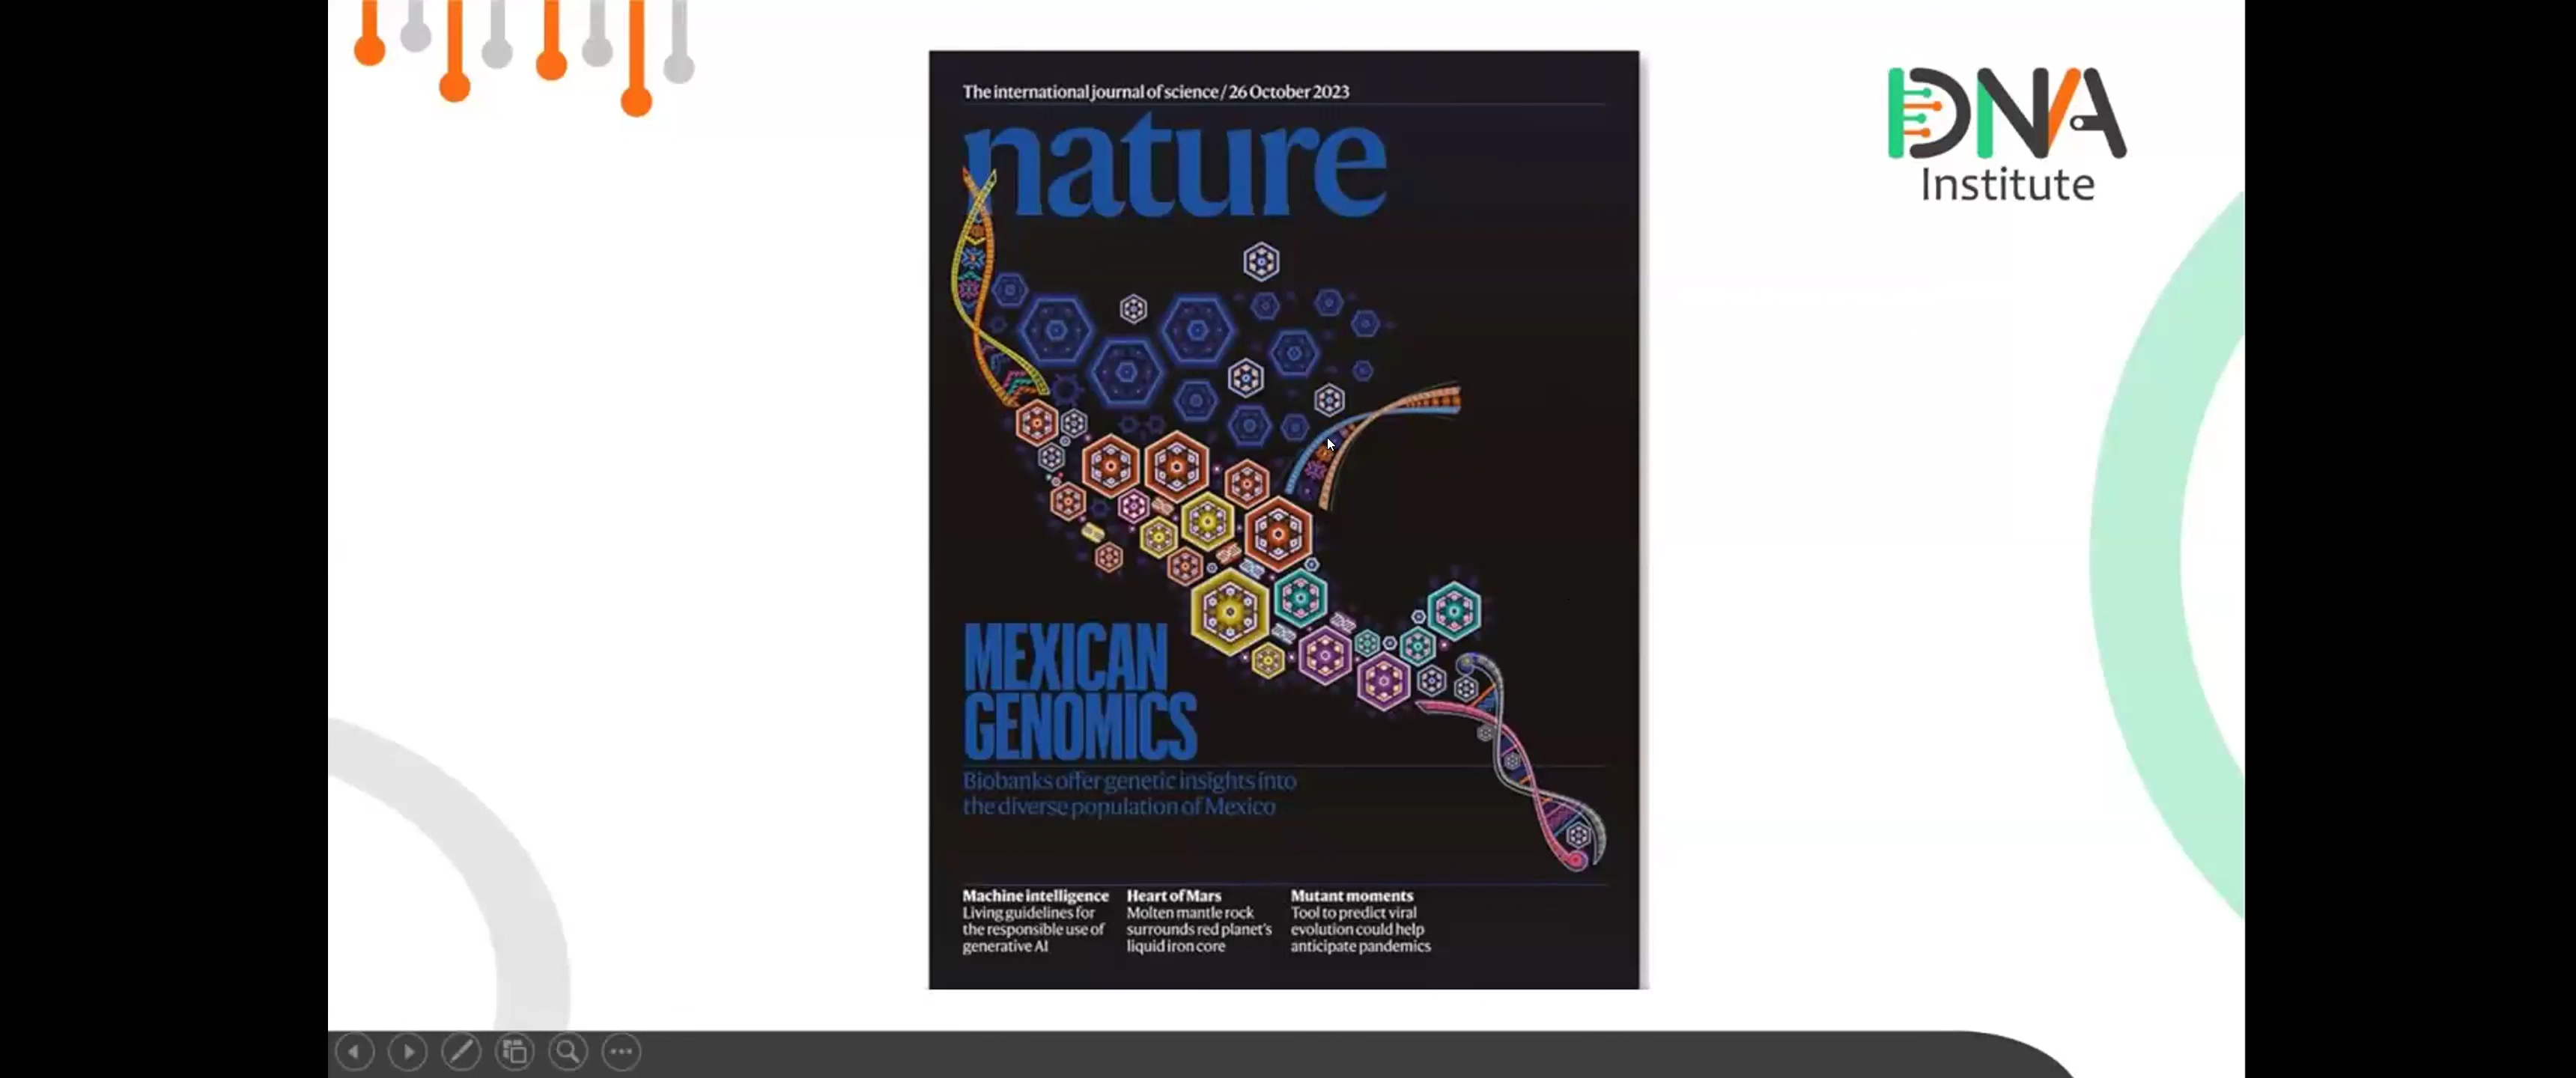 The international journal of science / 26 October 2023
nature
DNA
Institute
MEXICAN
GENOMICS
Biobanks offer genetic insights into
the diverse population of Mexico
Machine intelligence
Living guidelines for
the responsible use of
generative AI
Heart of Mars
Molten mantle rock
surrounds red planet's
liquid iron core
Mutant moments
Tool to predict viral
evolution could help
anticipate pandemics